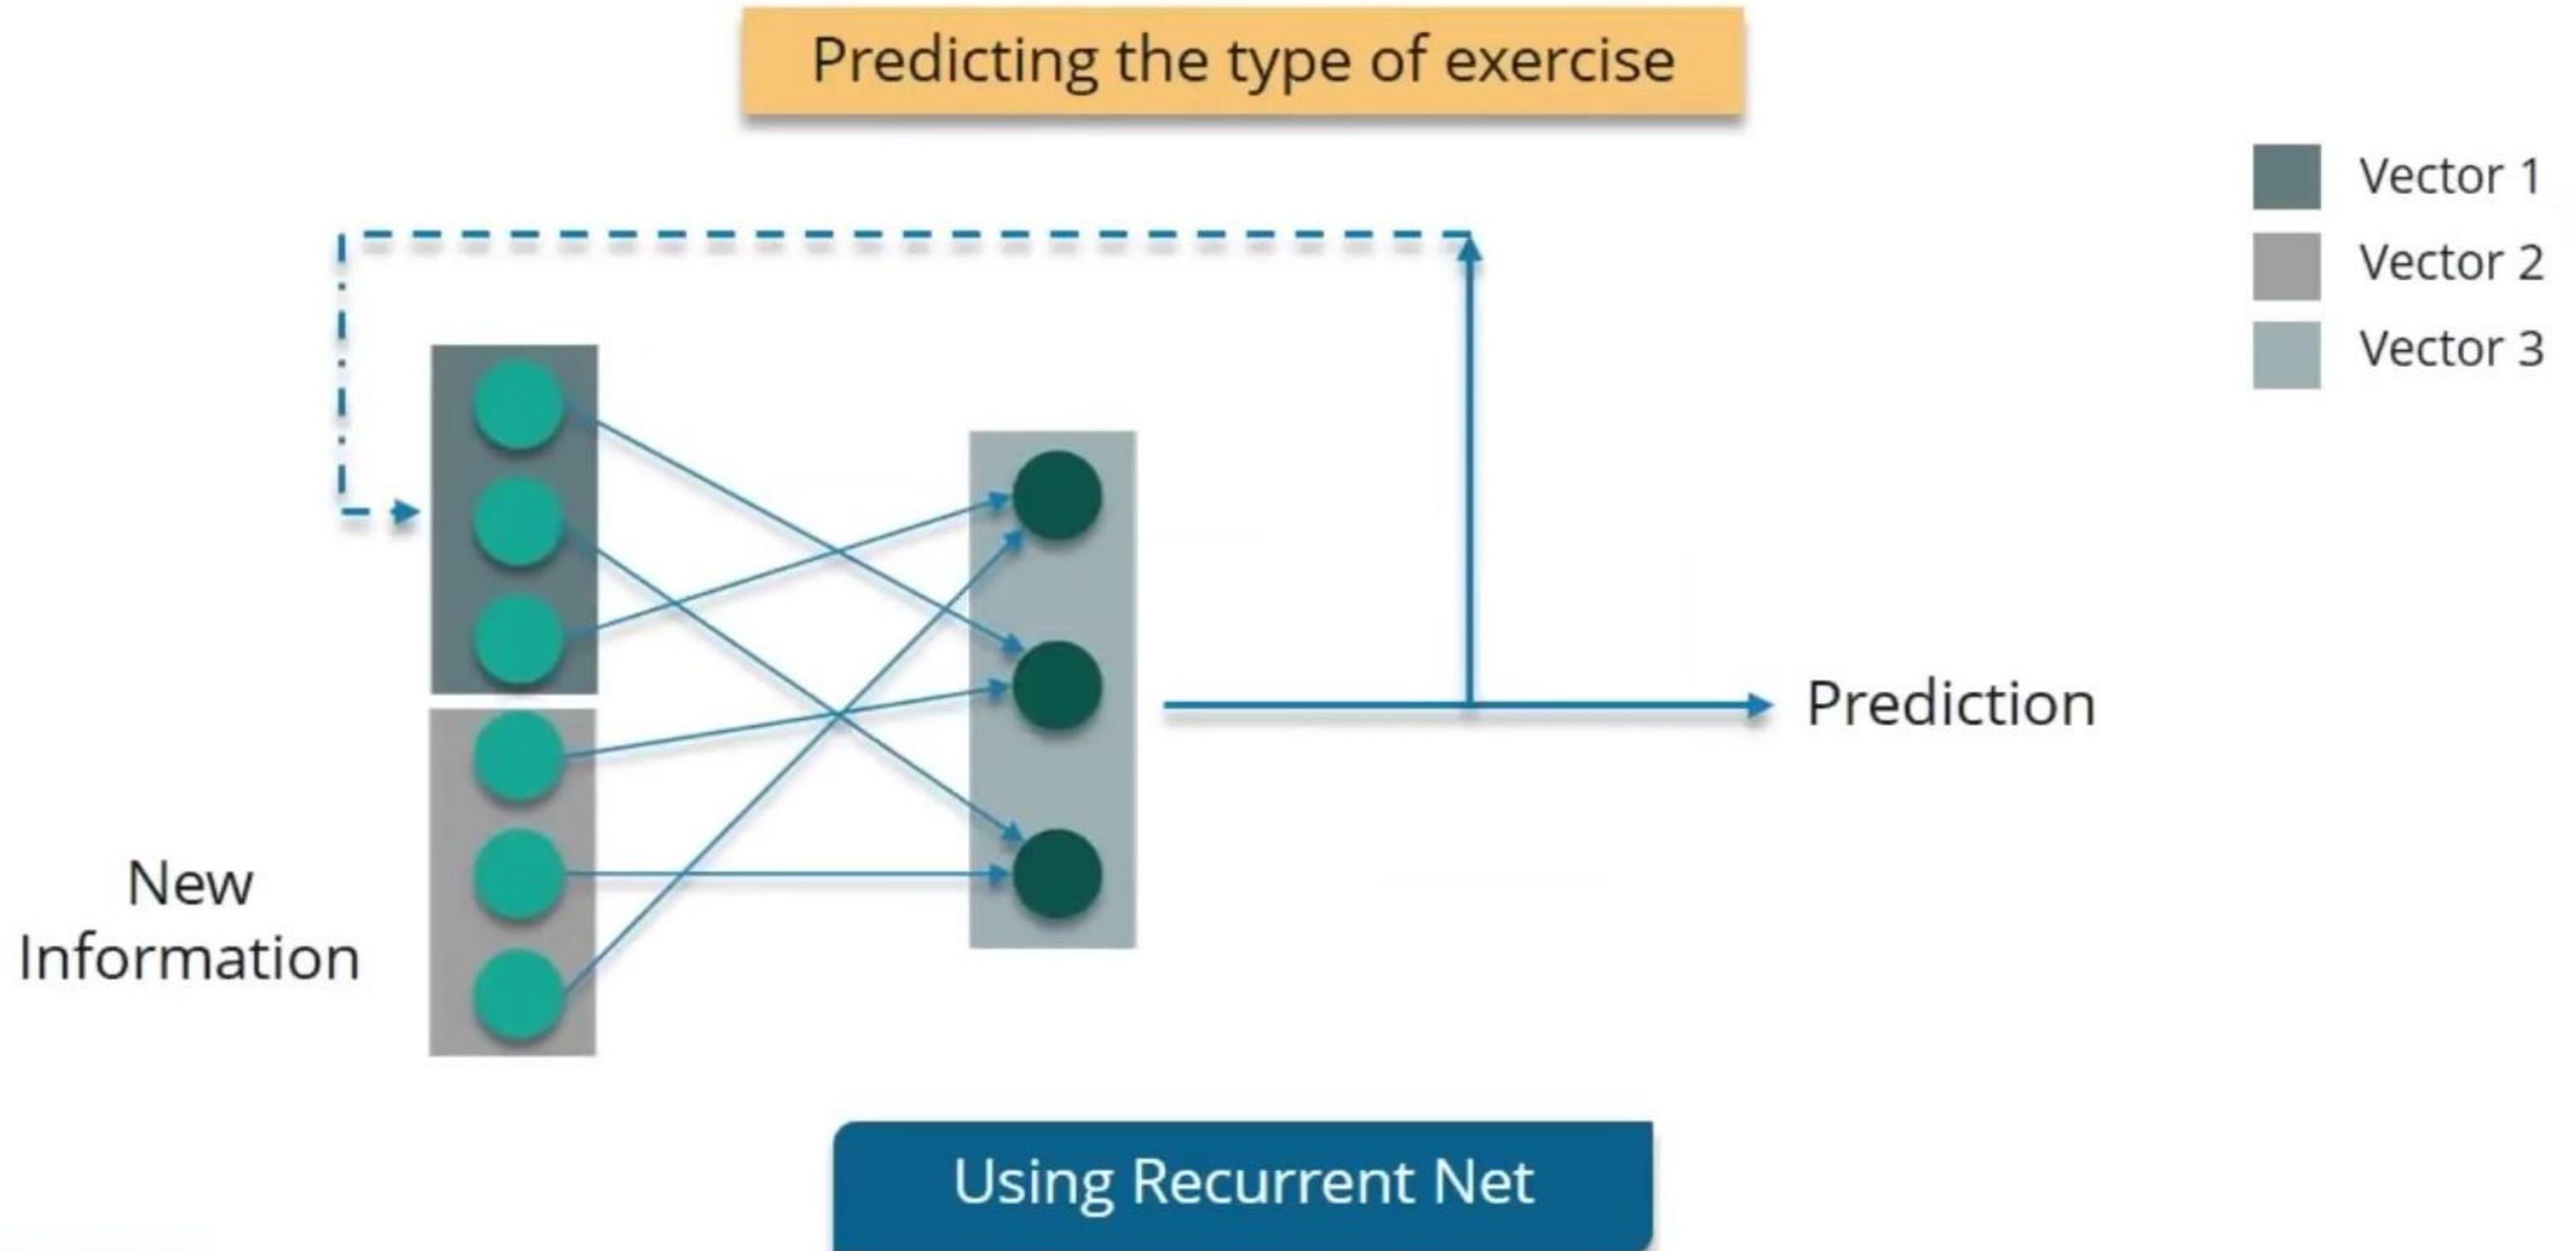 Predicting the type of exercise
Vector 1
Vector 2
Vector 3
Prediction
New
Information
Using Recurrent Net